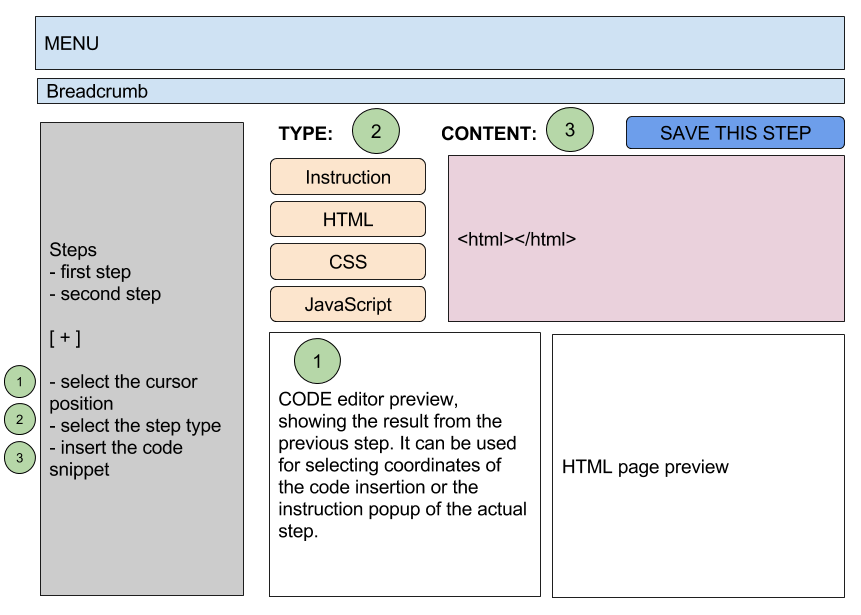 MENU
Breadcrumb
TYPE:
2
CONTENT:
3
SAVE THIS STEP
Instruction
HTML
CSS
JavaScript
<html></html>
Steps
- first step
- second step
[ + ]
1
- select the cursor
position
2
- select the step type
3
- insert the code
snippet
1
CODE editor preview,
showing the result from the
previous step. It can be used
for selecting coordinates of
the code insertion or the
instruction popup of the actual
step.
HTML page preview